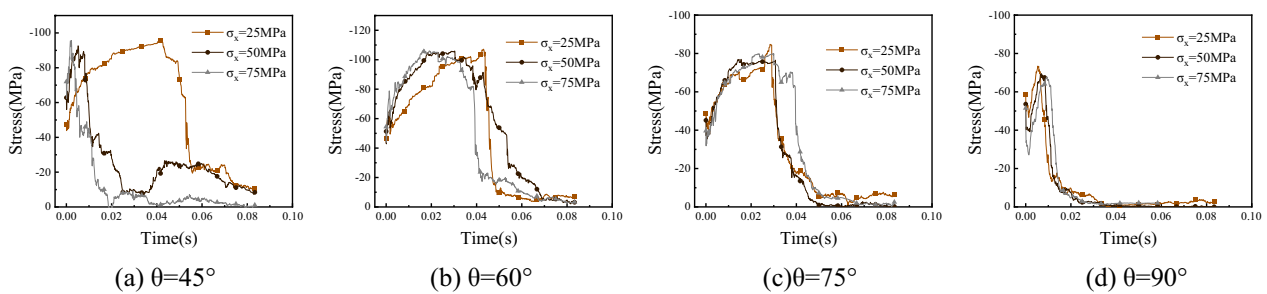 -100
-80
-60
-40
-20
0
0.00
0.02
0.04
0.06
0.08
0.10
Stress(MPa)
Time(s)
σx=25MPa
σx=50MPa
σx=75MPa
(a) θ=45°
-120
-100
-80
-60
-40
-20
0
0.00
0.02
0.04
0.06
0.08
0.10
Stress(MPa)
Time(s)
σx=25MPa
σx=50MPa
σx=75MPa
(b) θ=60°
-100
-80
-60
-40
-20
0
0.00
0.02
0.04
0.06
0.08
0.10
Stress(MPa)
Time(s)
σx=25MPa
σx=50MPa
σx=75MPa
(c)θ=75°
-100
-80
-60
-40
-20
0
0.00
0.02
0.04
0.06
0.08
0.10
Stress(MPa)
Time(s)
σx=25MPa
σx=50MPa
σx=75MPa
(d) θ=90°